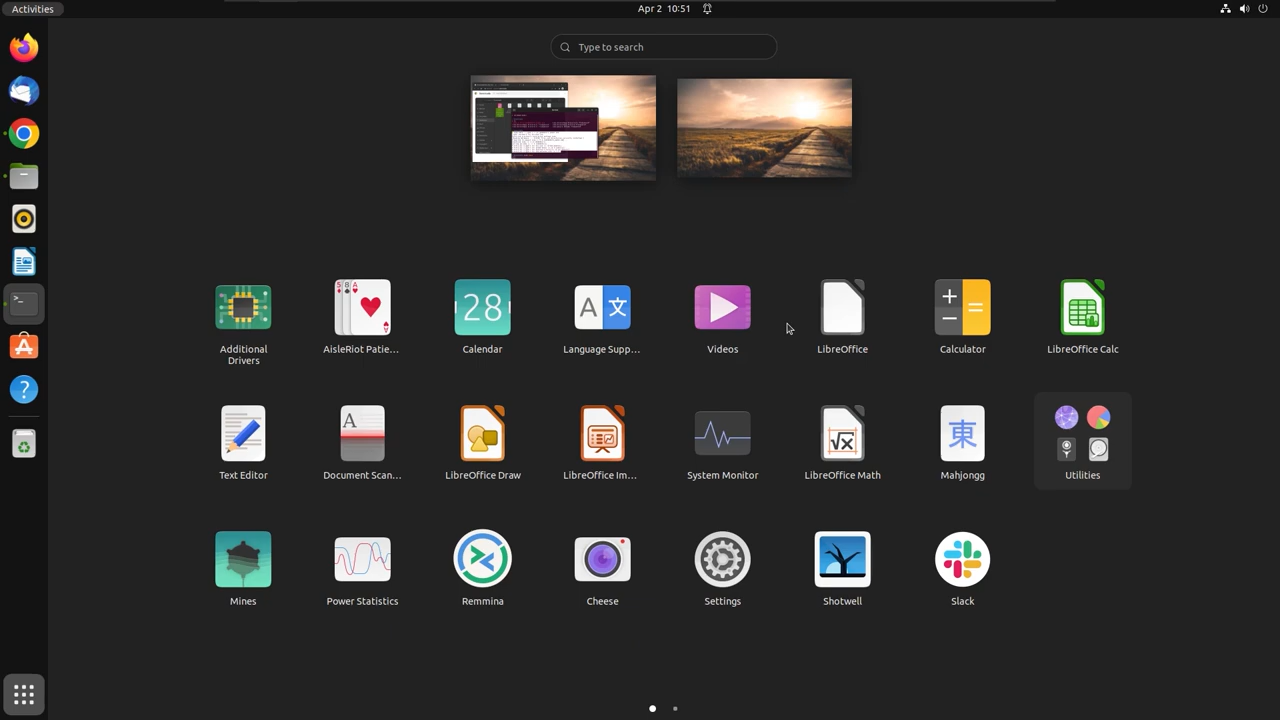 Activities
Apr 2 10:51
Type to search
Additional
Drivers
AisleRiot Patie...
Calendar
Language Supp...
Videos
LibreOffice
Calculator
LibreOffice Calc
Text Editor
Document Scan...
LibreOffice Draw
LibreOffice Im...
System Monitor
LibreOffice Math
Mahjongg
Utilities
Mines
Power Statistics
Remmina
Cheese
Settings
Shotwell
Slack